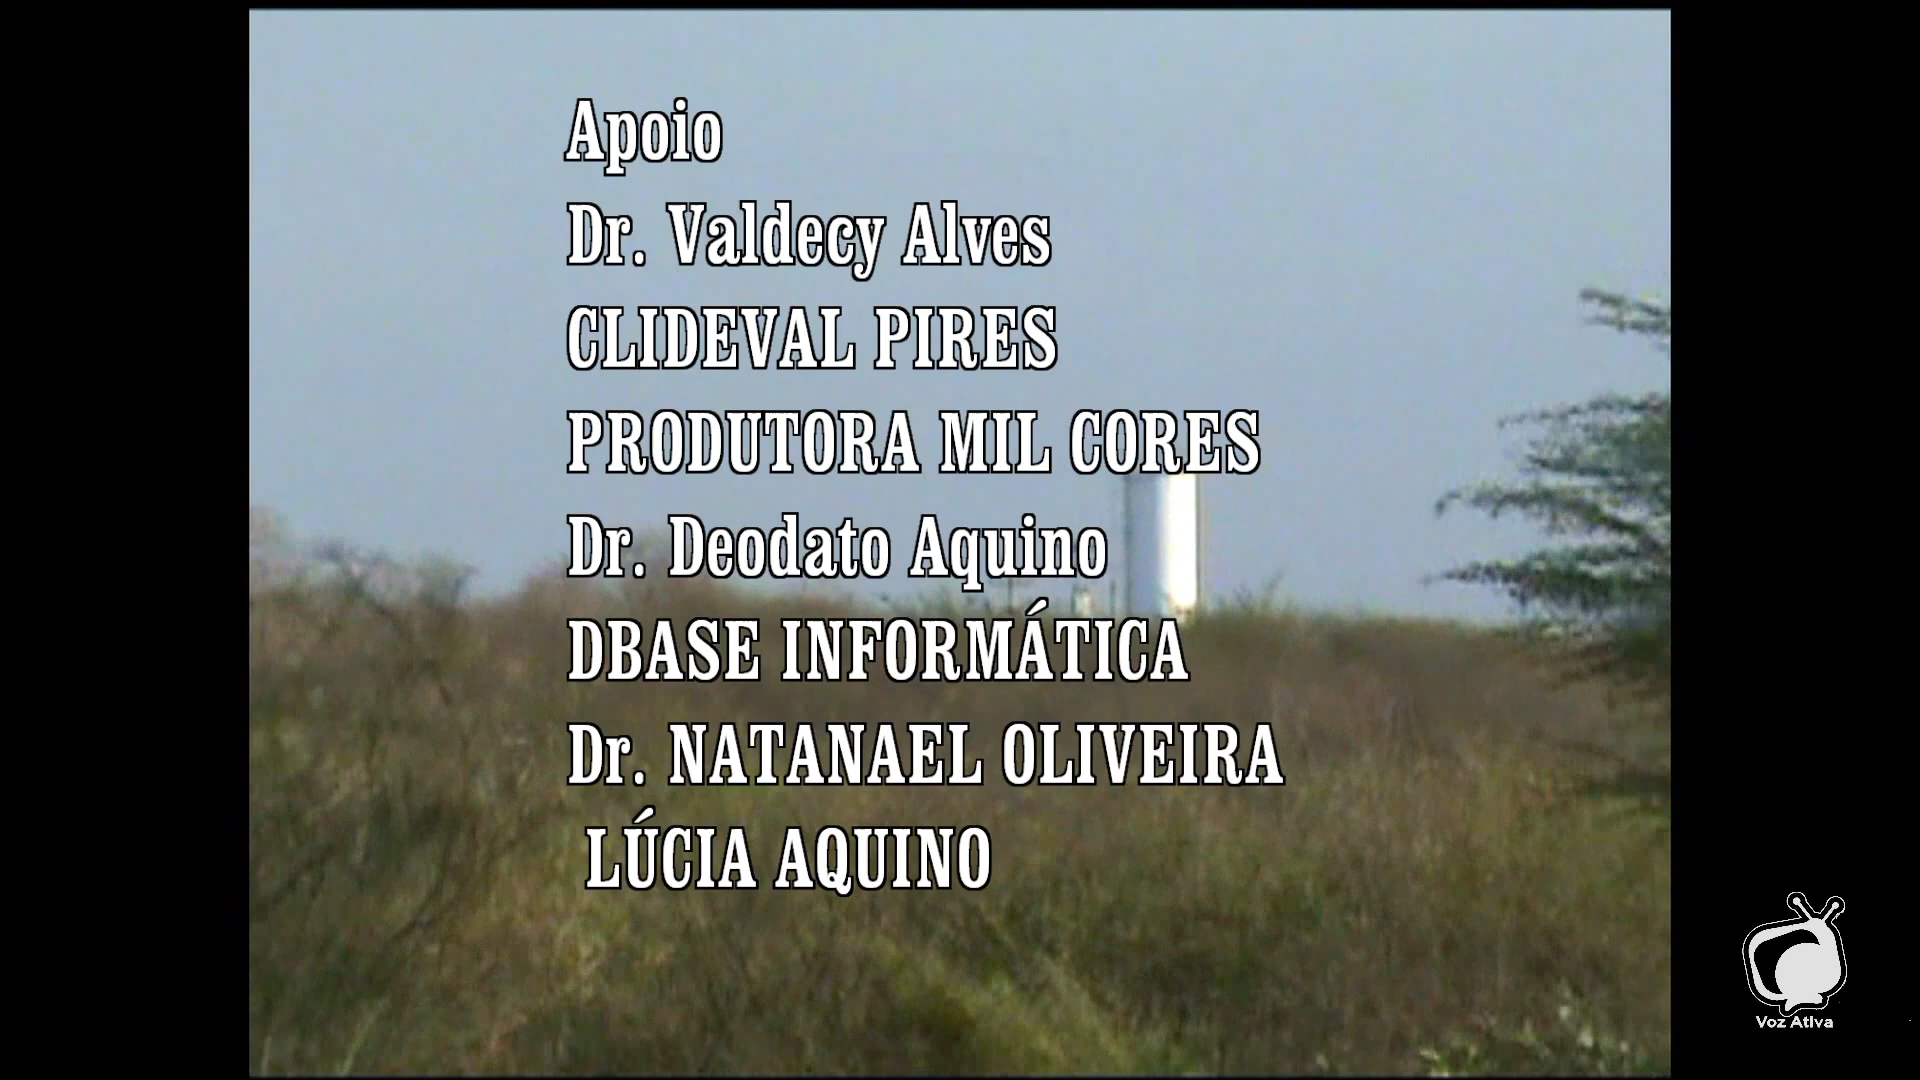 Apoio
Dr. Valdecy Alves
CLIDEVAL PIRES
PRODUTORA MIL CORES
Dr. Deodato Aquino
DBASE INFORMÁTICA
Dr. NATANAEL OLIVEIRA
LÚCIA AQUINO
Voz Ativa